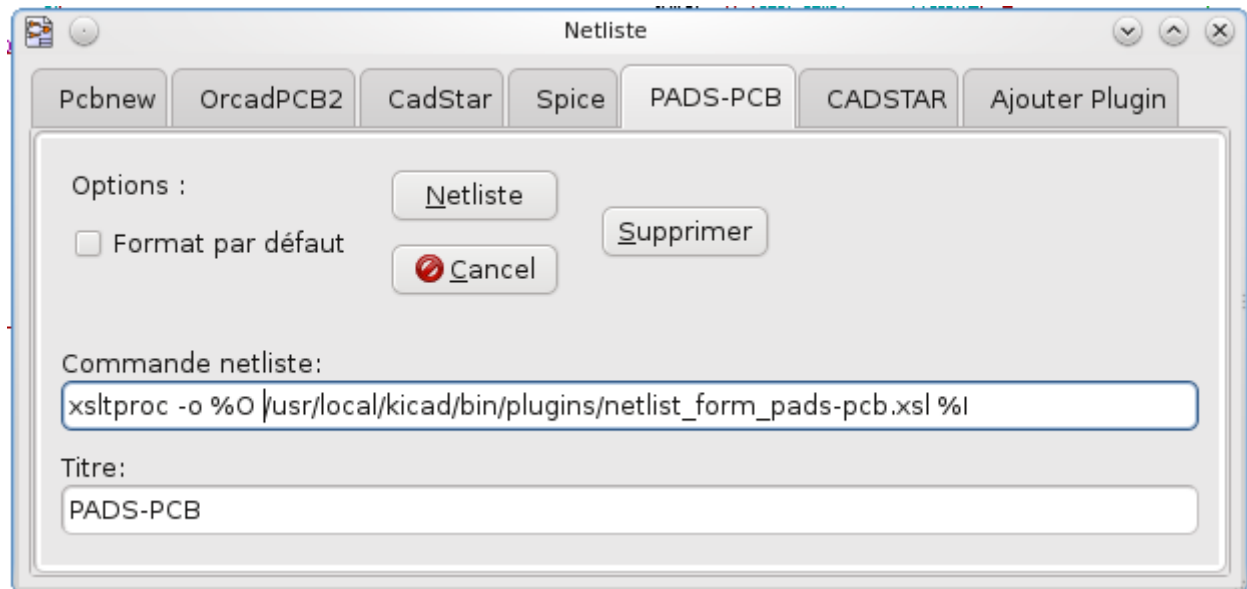 Netliste
Pcbnew OrcadPCB2 CadStar Spice PADS-PCB CADSTAR Ajouter Plugin
Options :
Netliste
Supprimer
Format par défaut
Cancel
Commande netliste:
xsltproc -o %O /usr/local/kicad/bin/plugins/netlist_form_pads-pcb.xsl %I
Titre:
PADS-PCB